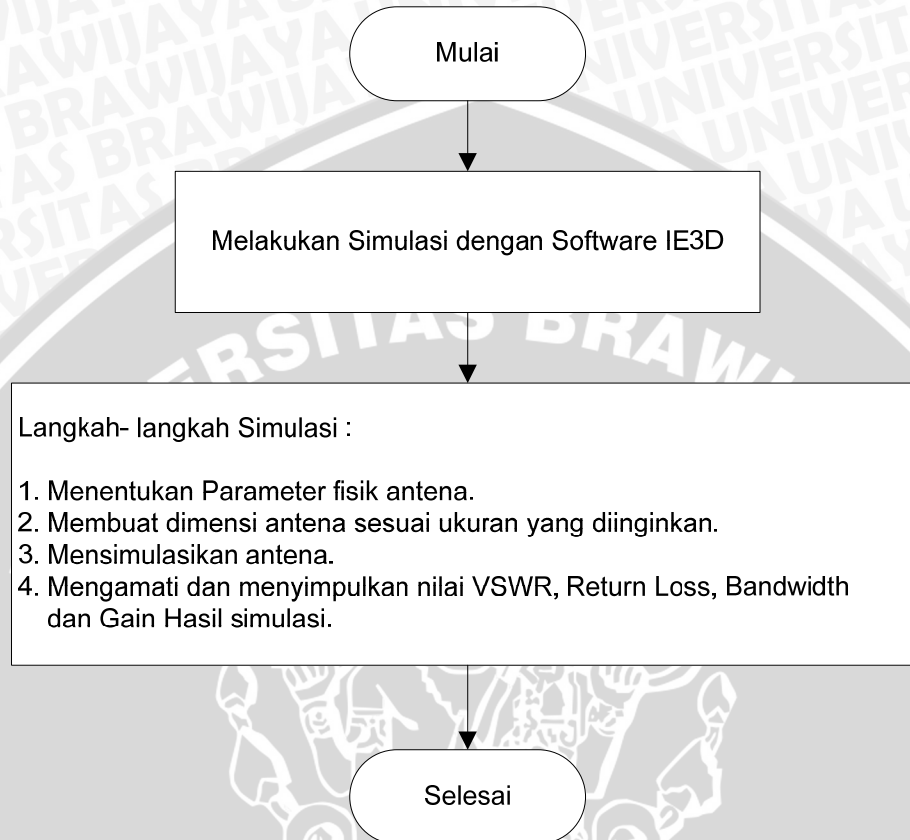 Mulai
Melakukan Simulasi dengan Software IE3D
ERSITAS BRAWI
Langkah- langkah Simulasi :
1. Menentukan Parameter fisik antena.
2. Membuat dimensi antena sesuai ukuran yang diinginkan.
3. Mensimulasikan antena.
4. Mengamati dan menyimpulkan nilai VSWR, Return Loss, Bandwidth
dan Gain Hasil simulasi.
Selesai